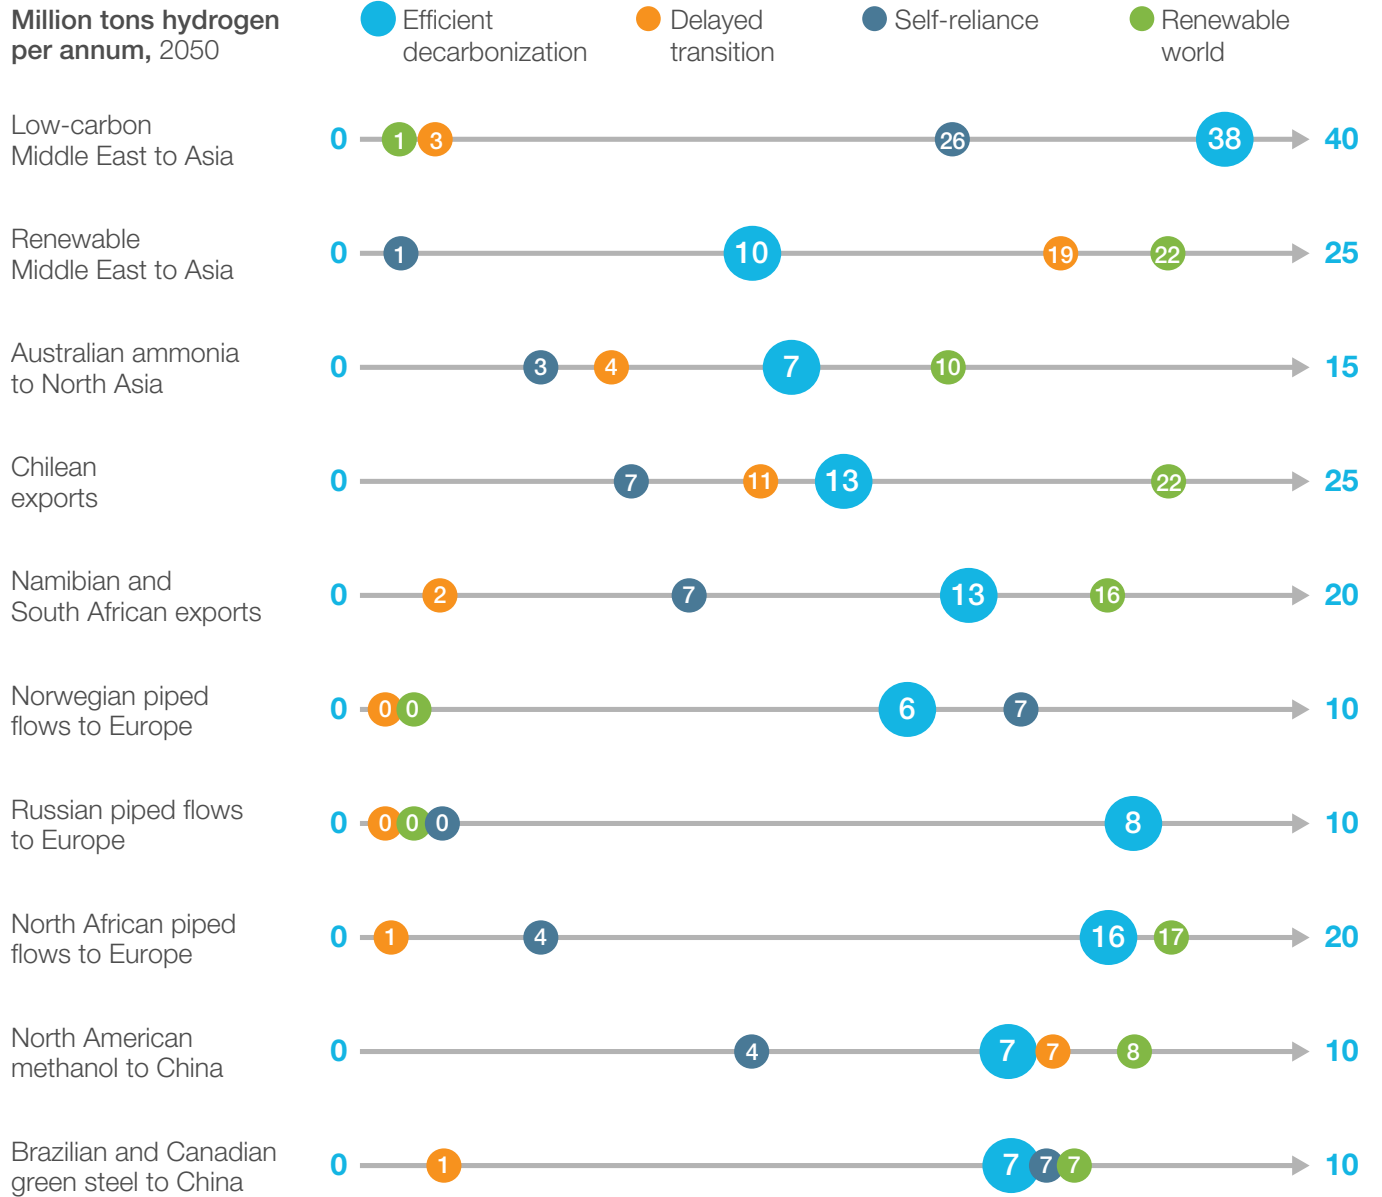 Million tons hydrogen
per annum, 2050
Efficient
decarbonization
Delayed
transition
Self-reliance
Renewable
world
Low-carbon
Middle East to Asia
0 1 3 26 38 40
Renewable
Middle East to Asia
0 1 10 19 22 25
Australian ammonia
to North Asia
0 3 4 7 10 15
Chilean
exports
0 7 11 13 22 25
Namibian and
South African exports
0 2 7 13 16 20
Norwegian piped
flows to Europe
0 0 0 6 7 10
Russian piped flows
to Europe
0 0 0 0 8 10
North African piped
flows to Europe
0 1 4 16 17 20
North American
methanol to China
0 4 7 7 8 10
Brazilian and Canadian
green steel to China
0 1 7 7 7 10